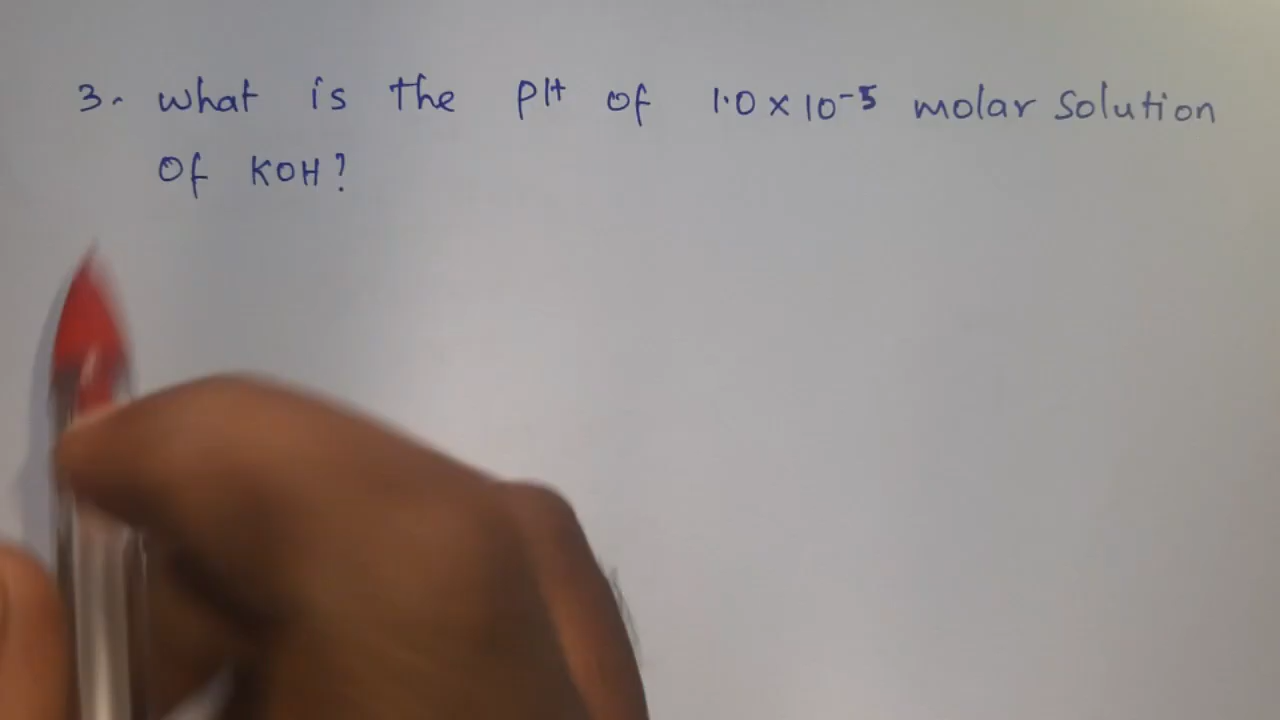 3. what is the PH of 1.0 × 10⁻⁵ molar solution
of KOH?